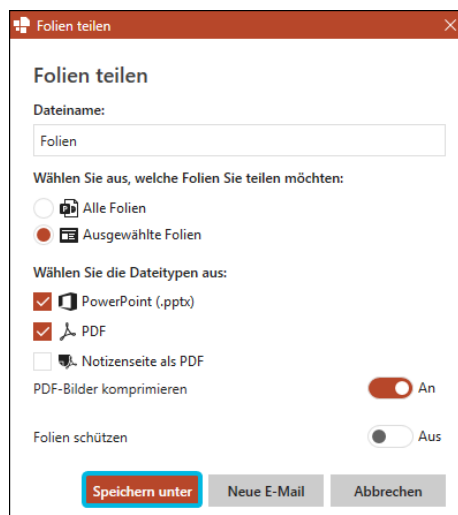 Folien teilen
Folien teilen
Dateiname:
Folien
Wählen Sie aus, welche Folien Sie teilen möchten:
Alle Folien
Ausgewählte Folien
Wählen Sie die Dateitypen aus:
PowerPoint (.pptx)
PDF
Notizenseite als PDF
PDF-Bilder komprimieren An
Folien schützen Aus
Speichern unter Neue E-Mail Abbrechen